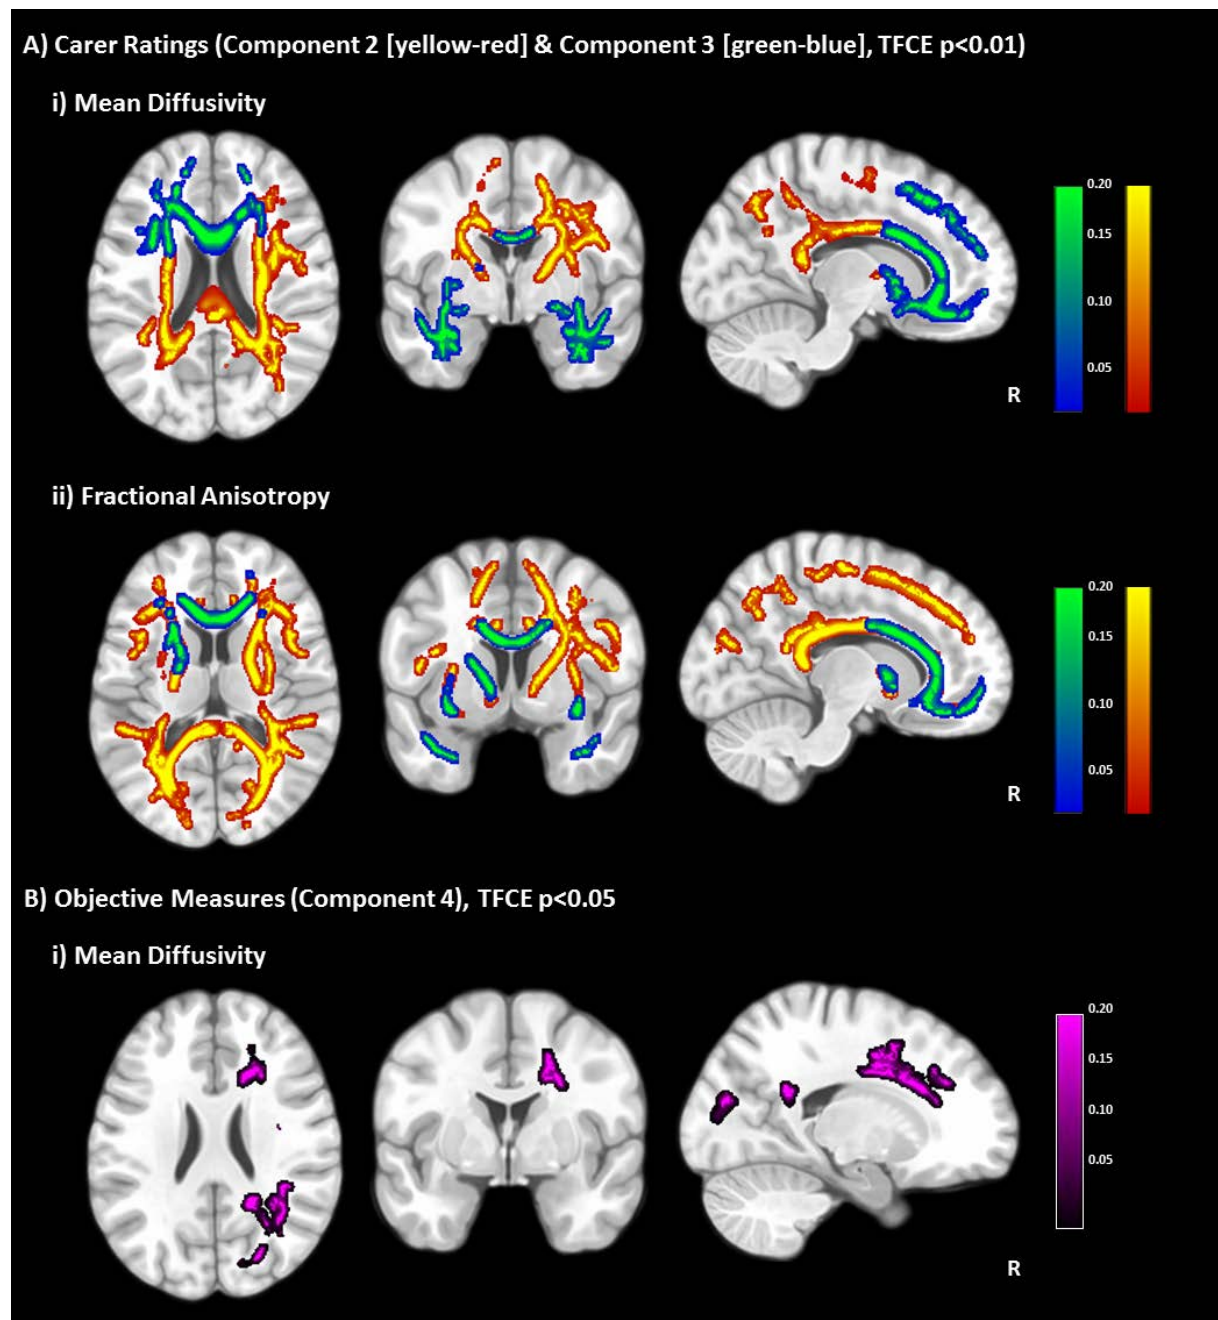 A) Carer Ratings (Component 2 [yellow-red] & Component 3 [green-blue], TFCE p<0.01)
i) Mean Diffusivity
0.20
0.15
0.10
0.05
R
ii) Fractional Anisotropy
0.20
0.15
0.10
0.05
R
B) Objective Measures (Component 4), TFCE p<0.05
i) Mean Diffusivity
0.20
0.15
0.10
0.05
R